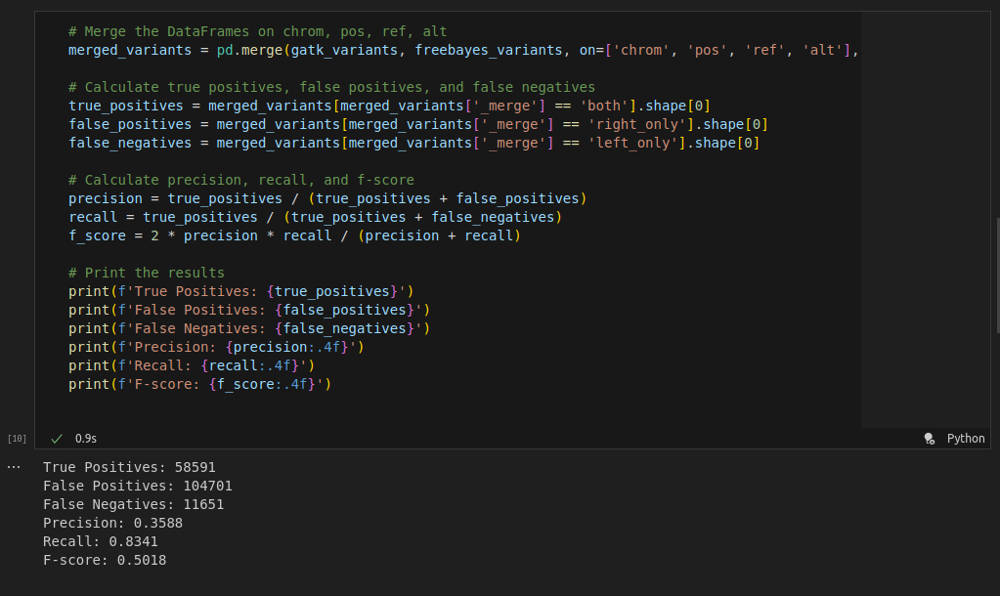 # Merge the DataFrames on chrom, pos, ref, alt
merged_variants = pd.merge(gatk_variants, freebayes_variants, on=['chrom', 'pos', 'ref', 'alt'],
# Calculate true positives, false positives, and false negatives
true_positives = merged_variants[merged_variants['_merge'] == 'both'].shape[0]
false_positives = merged_variants[merged_variants['_merge'] == 'right_only'].shape[0]
false_negatives = merged_variants[merged_variants['_merge'] == 'left_only'].shape[0]
# Calculate precision, recall, and f-score
precision = true_positives / (true_positives + false_positives)
recall = true_positives / (true_positives + false_negatives)
f_score = 2 * precision * recall / (precision + recall)
# Print the results
print(f'True Positives: {true_positives}')
print(f'False Positives: {false_positives}')
print(f'False Negatives: {false_negatives}')
print(f'Precision: {precision:.4f}')
print(f'Recall: {recall:.4f}')
print(f'F-score: {f_score:.4f}')
[10] ✓ 0.9s Python
... True Positives: 58591
False Positives: 104701
False Negatives: 11651
Precision: 0.3588
Recall: 0.8341
F-score: 0.5018